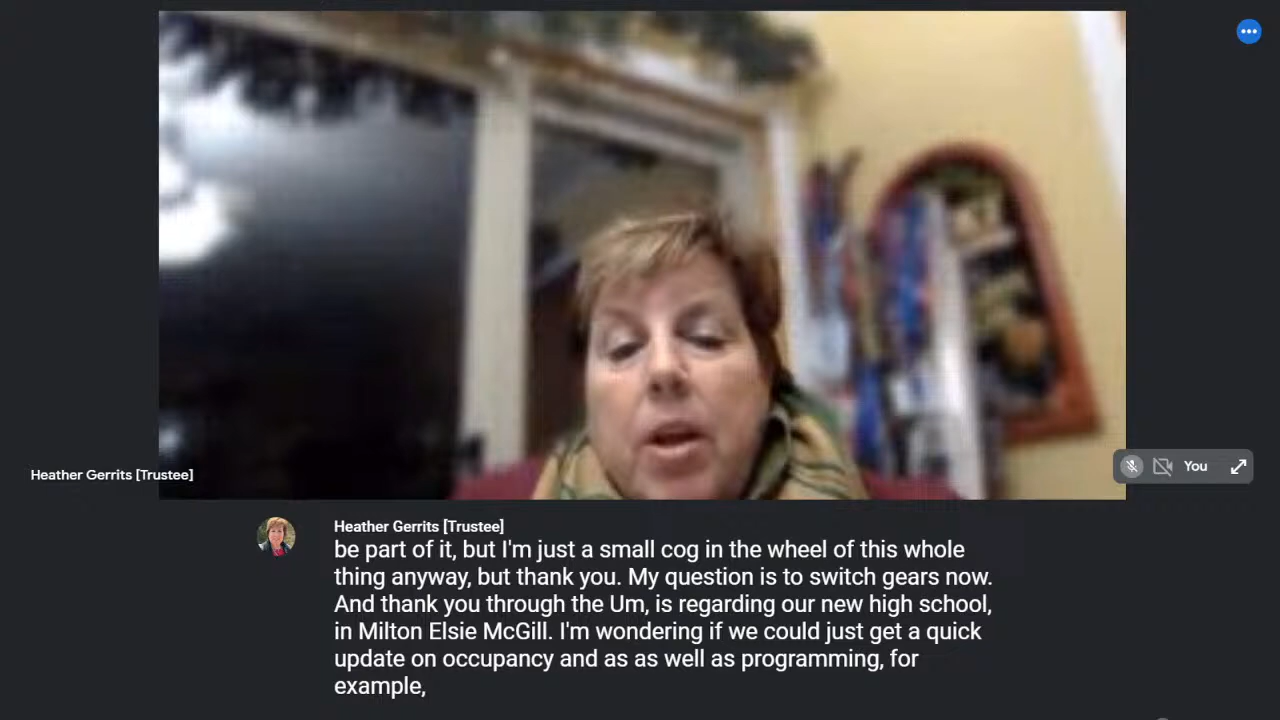 Heather Gerrits [Trustee]
You
Heather Gerrits [Trustee]
be part of it, but I'm just a small cog in the wheel of this whole
thing anyway, but thank you. My question is to switch gears now.
And thank you through the Um, is regarding our new high school,
in Milton Elsie McGill. I'm wondering if we could just get a quick
update on occupancy and as as well as programming, for
example,